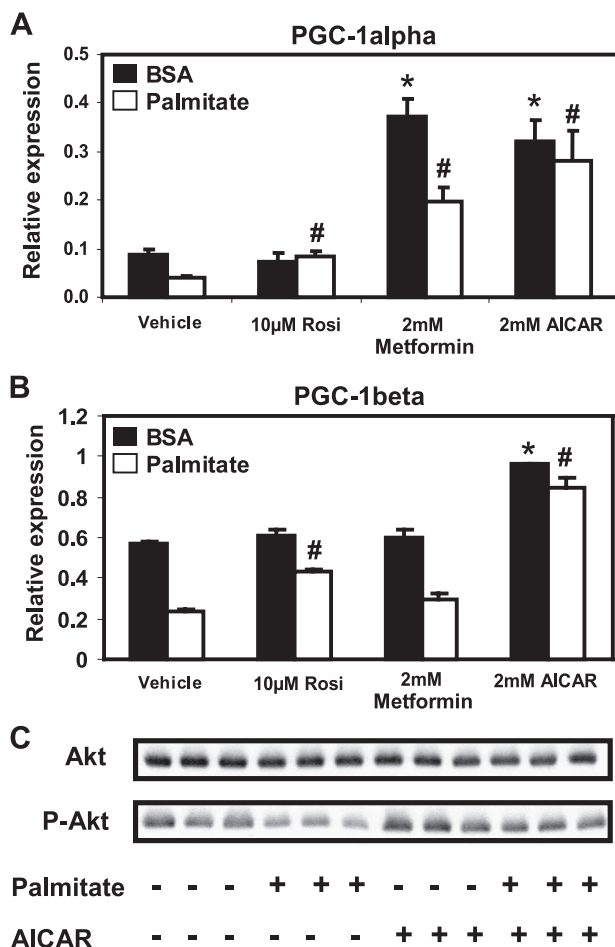 A
PGC-1alpha
Relative expression
0.5
0.4
0.3
0.2
0.1
0.0
BSA
Palmitate
* # # * #
Vehicle 10µM Rosi 2mM Metformin 2mM AICAR
B
PGC-1beta
Relative expression
1.2
1
0.8
0.6
0.4
0.2
0
BSA
Palmitate
# * #
Vehicle 10µM Rosi 2mM Metformin 2mM AICAR
C
Akt
P-Akt
Palmitate - - - + + + - - - + + +
AICAR - - - - - - + + + + + +